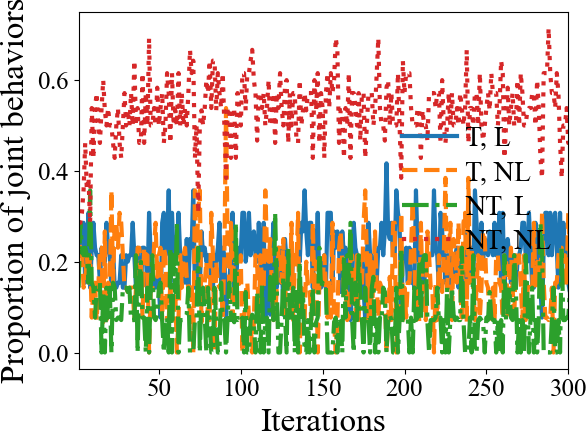 Proportion of joint behaviors
0.6
0.4
0.2
0.0
T, L
T, NL
NT, L
NT, NL
50
100
150
200
250
300
Iterations